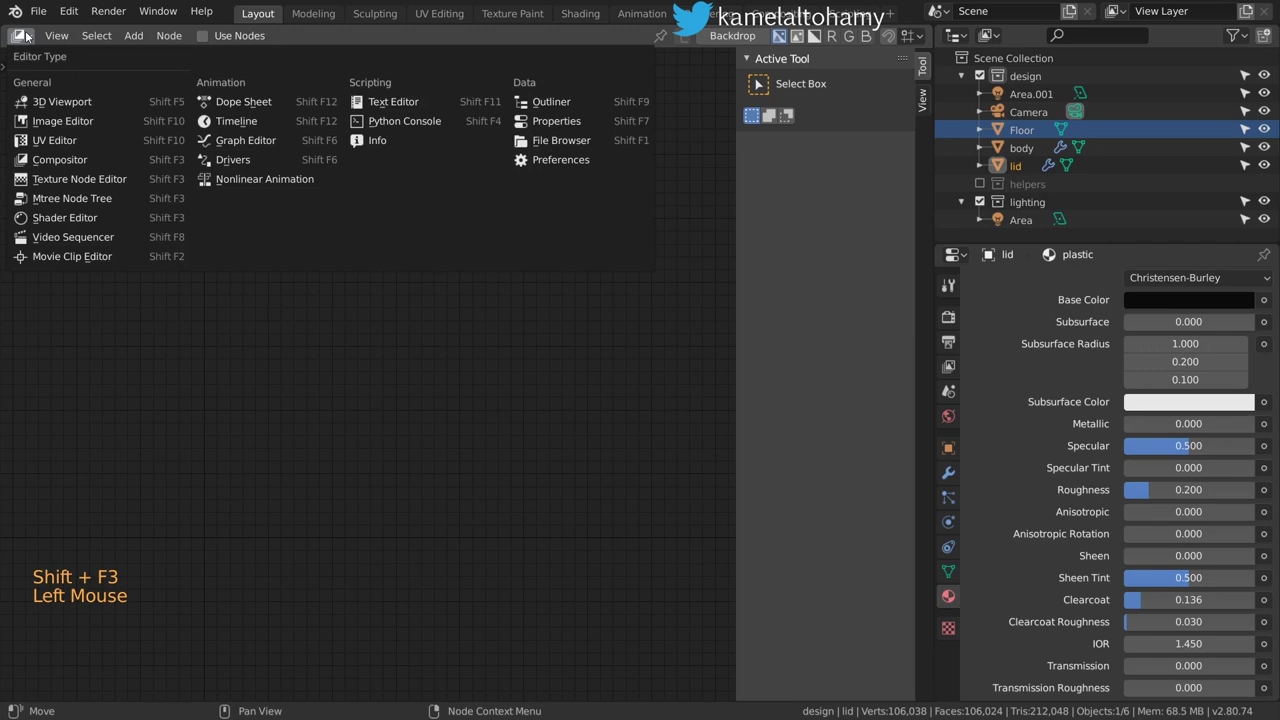 File Edit Render Window Help Layout Modeling Sculpting UV Editing Texture Paint Shading Animation kamelaltohamy Scene View Layer
View Select Add Node Use Nodes Backdrop R G B
Editor Type
General Animation Scripting Data
3D Viewport Shift F5 Dope Sheet Shift F12 Text Editor Shift F11 Outliner Shift F9
Image Editor Shift F10 Timeline Shift F12 Python Console Shift F4 Properties Shift F7
UV Editor Shift F10 Graph Editor Shift F6 Info File Browser Shift F1
Compositor Shift F3 Drivers Shift F6 Preferences
Texture Node Editor Shift F3 Nonlinear Animation
Mtree Node Tree Shift F3
Shader Editor Shift F3
Video Sequencer Shift F8
Movie Clip Editor Shift F2
Active Tool
Select Box
Tool
View
Scene Collection
design
Area.001
Camera
Floor
body
lid
helpers
lighting
Area
lid plastic
Christensen-Burley
Base Color
Subsurface 0.000
Subsurface Radius 1.000
0.200
0.100
Subsurface Color
Metallic 0.000
Specular 0.500
Specular Tint 0.000
Roughness 0.200
Anisotropic 0.000
Anisotropic Rotation 0.000
Sheen 0.000
Sheen Tint 0.500
Clearcoat 0.136
Clearcoat Roughness 0.030
IOR 1.450
Transmission 0.000
Transmission Roughness 0.000
Shift + F3
Left Mouse
Move Pan View Node Context Menu design | lid | Verts:106,038 | Faces:106,024 | Tris:212,048 | Objects:1/6 | Mem: 68.5 MB | v2.80.74